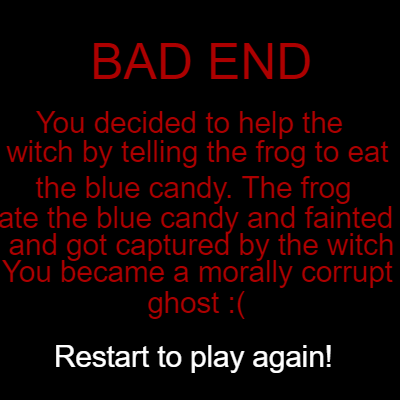 BAD END
You decided to help the
witch by telling the frog to eat
the blue candy. The frog
ate the blue candy and fainted
and got captured by the witch
You became a morally corrupt
ghost :(
Restart to play again!